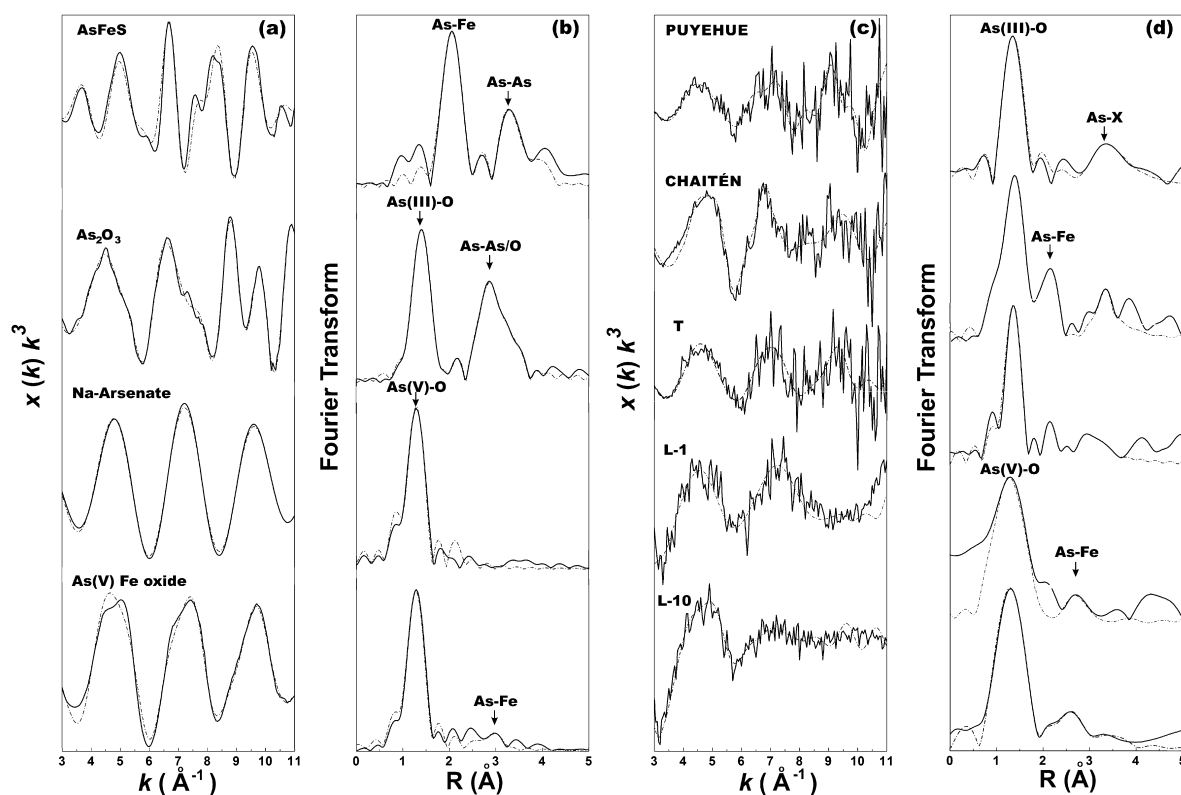 AsFeS
(a)
As2O3
Na-Arsenate
As(V) Fe oxide
x (k) k3
3 4 5 6 7 8 9 10 11
k ( Å-1)
(b)
As-Fe
As-As
As(III)-O
As-As/O
As(V)-O
As-Fe
Fourier Transform
0 1 2 3 4 5
R (Å)
PUYEHUE
(c)
CHAITÉN
T
L-1
L-10
x (k) k3
3 4 5 6 7 8 9 10 11
k ( Å-1)
As(III)-O
(d)
As-X
As-Fe
As(V)-O
As-Fe
Fourier Transform
0 1 2 3 4 5
R (Å)